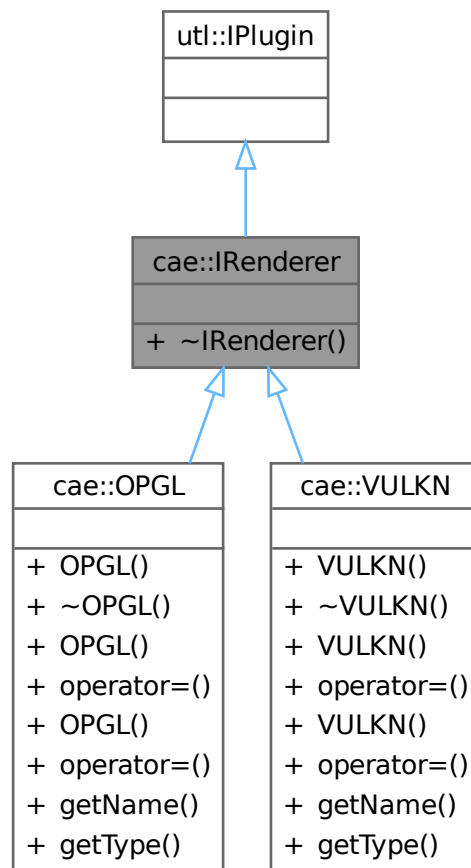 utl::IPlugin
cae::IRenderer
+ ~IRenderer()
cae::OPGL
+ OPGL()
+ ~OPGL()
+ OPGL()
+ operator=()
+ OPGL()
+ operator=()
+ getName()
+ getType()
cae::VULKN
+ VULKN()
+ ~VULKN()
+ VULKN()
+ operator=()
+ VULKN()
+ operator=()
+ getName()
+ getType()